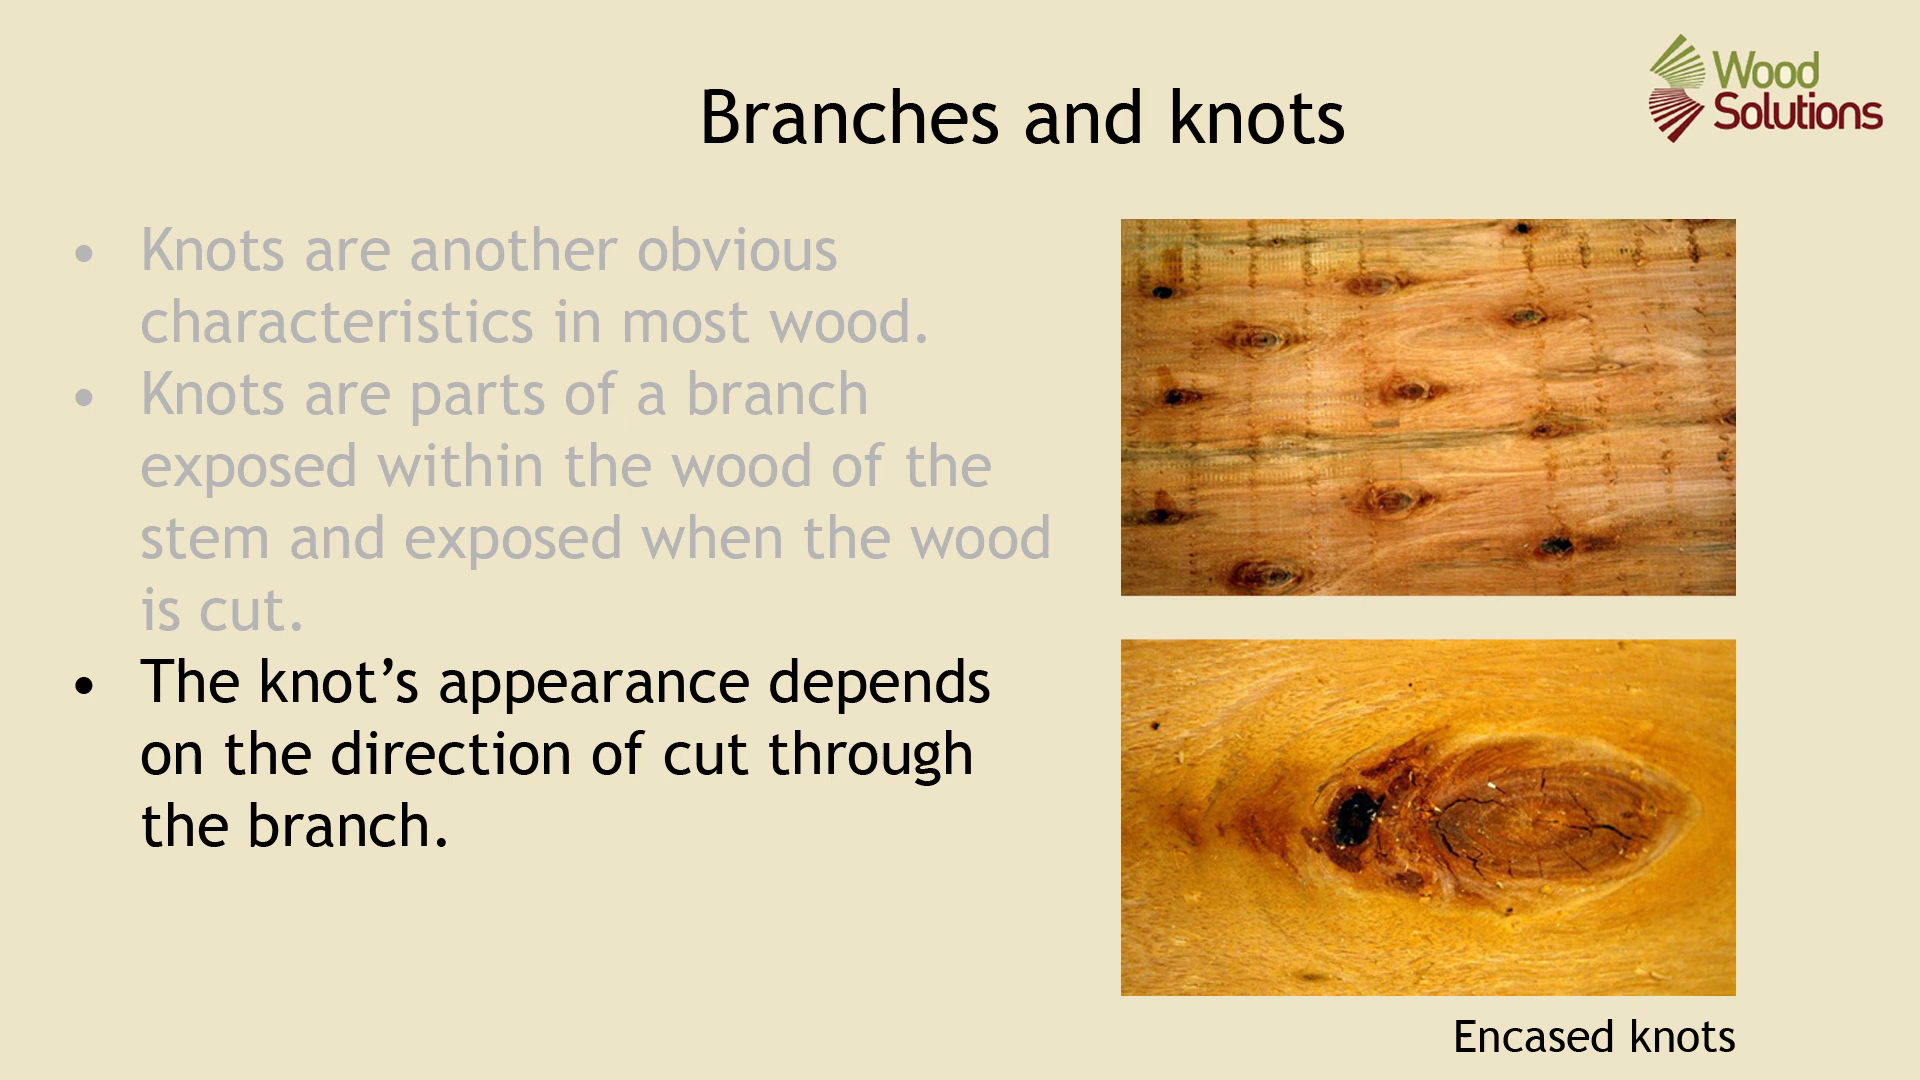 Branches and knots
Wood
Solutions
• Knots are another obvious
characteristics in most wood.
• Knots are parts of a branch
exposed within the wood of the
stem and exposed when the wood
is cut.
• The knot’s appearance depends
on the direction of cut through
the branch.
Encased knots